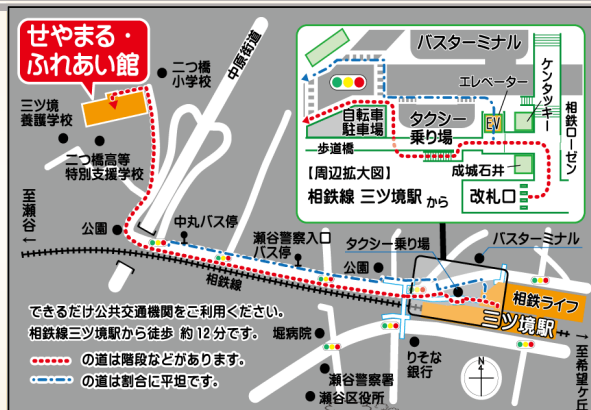 せやまる・
ふれあい館
二つ橋
小学校
中原街道
三ツ境
養護学校
二つ橋高等
特別支援学校
至瀬谷
公園
中丸バス停
瀬谷警察入口
バス停
公園
相鉄線
タクシー乗り場
バスターミナル
相鉄ライフ
三ツ境駅
至希望ヶ丘
りそな
銀行
堀病院
瀬谷警察署
瀬谷区役所
N
バスターミナル
エレベーター
ケンタッキー
相鉄ローゼン
自転車
駐車場
タクシー
乗り場
EV
歩道橋
成城石井
【周辺拡大図】
相鉄線 三ツ境駅 から
改札口
できるだけ公共交通機関をご利用ください。
相鉄線三ツ境駅から徒歩 約12分です。
の道は階段などがあります。
の道は割合に平坦です。